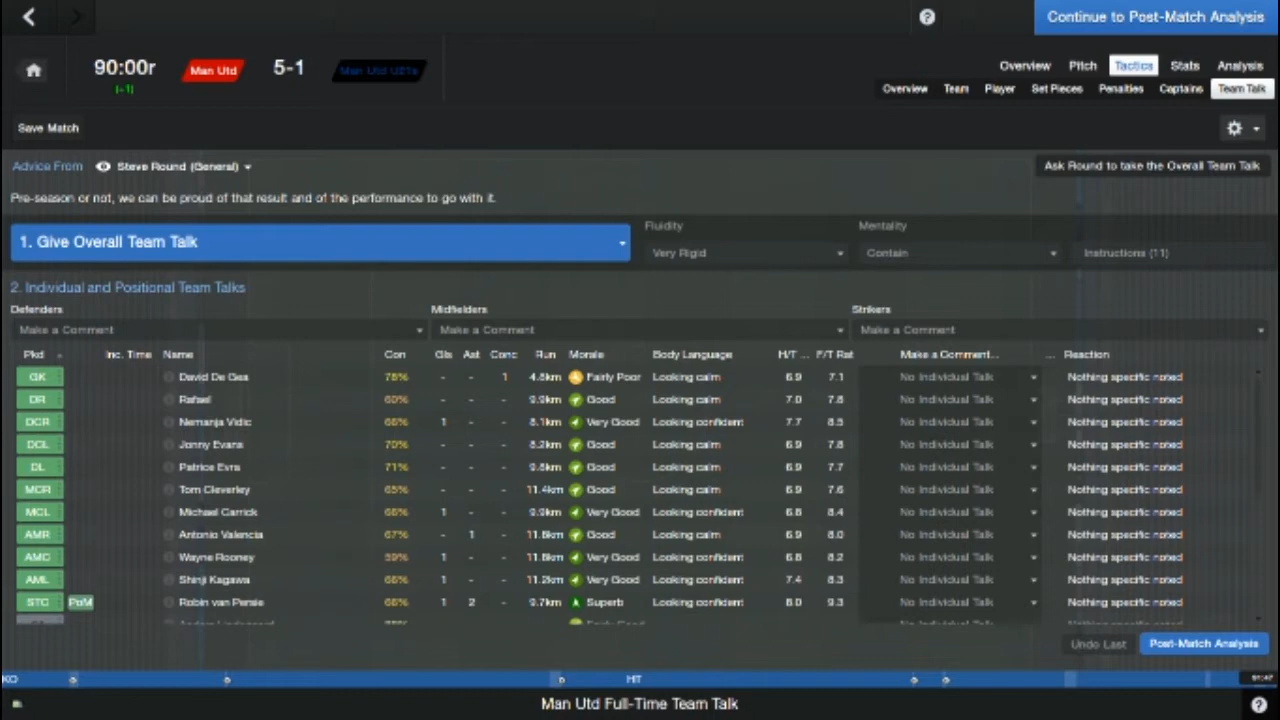 Continue to Post-Match Analysis
90:00r Man Utd 5-1 Man Utd U21s
(+1)
Overview Pitch Tactics Stats Analysis
Overview Team Player Set Pieces Penalties Captains Team Talk
Save Match
Advice From Steve Round (General) Ask Round to take the Overall Team Talk
Pre-season or not, we can be proud of that result and of the performance to go with it.
Fluidity Mentality
1. Give Overall Team Talk
Very Rigid Contain Instructions (11)
2. Individual and Positional Team Talks
Defenders Midfielders Strikers
Make a Comment Make a Comment Make a Comment
Pkd Inc. Time Name Con Gls Ast Conc Run Morale Body Language H/T ... F/T Rat Make a Comment... ... Reaction
GK David De Gea 78% - - 1 4.8km Fairly Poor Looking calm 6.9 7.1 No Individual Talk Nothing specific noted
DR Rafael 60% - - - 9.9km Good Looking calm 7.0 7.8 No Individual Talk Nothing specific noted
DCR Nemanja Vidic 66% 1 - - 8.1km Very Good Looking confident 7.7 8.5 No Individual Talk Nothing specific noted
DCL Jonny Evans 70% - - - 8.2km Good Looking calm 6.9 7.8 No Individual Talk Nothing specific noted
DL Patrice Evra 71% - - - 9.8km Good Looking calm 6.9 7.7 No Individual Talk Nothing specific noted
MCR Tom Cleverley 65% - - - 11.4km Good Looking calm 6.9 7.6 No Individual Talk Nothing specific noted
MCL Michael Carrick 66% 1 - - 9.9km Very Good Looking confident 6.8 8.4 No Individual Talk Nothing specific noted
AMR Antonio Valencia 67% - 1 - 11.8km Good Looking calm 6.9 8.0 No Individual Talk Nothing specific noted
AMC Wayne Rooney 59% 1 - - 11.8km Very Good Looking confident 6.8 8.2 No Individual Talk Nothing specific noted
AML Shinji Kagawa 66% 1 - - 11.2km Very Good Looking confident 7.4 8.3 No Individual Talk Nothing specific noted
STC PoM Robin van Persie 66% 1 2 - 9.7km Superb Looking confident 8.0 9.3 No Individual Talk Nothing specific noted
Undo Last Post-Match Analysis
KO HT
Man Utd Full-Time Team Talk